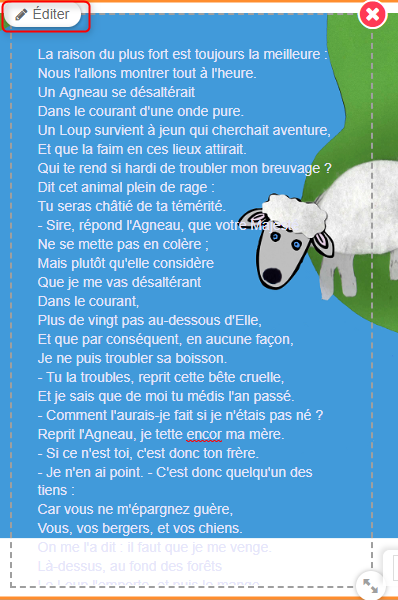 Éditer
La raison du plus fort est toujours la meilleure :
Nous l'allons montrer tout à l'heure.
Un Agneau se désaltérait
Dans le courant d'une onde pure.
Un Loup survient à jeun qui cherchait aventure,
Et que la faim en ces lieux attirait.
Qui te rend si hardi de troubler mon breuvage ?
Dit cet animal plein de rage :
Tu seras châtié de ta témérité.
- Sire, répond l'Agneau, que votre Majesté
Ne se mette pas en colère ;
Mais plutôt qu'elle considère
Que je me vas désaltérant
Dans le courant,
Plus de vingt pas au-dessous d'Elle,
Et que par conséquent, en aucune façon,
Je ne puis troubler sa boisson.
- Tu la troubles, reprit cette bête cruelle,
Et je sais que de moi tu médis l'an passé.
- Comment l'aurais-je fait si je n'étais pas né ?
Reprit l'Agneau, je tette encor ma mère.
- Si ce n'est toi, c'est donc ton frère.
- Je n'en ai point. - C'est donc quelqu'un des
tiens :
Car vous ne m'épargnez guère,
Vous, vos bergers, et vos chiens.
On me l'a dit : il faut que je me venge.
Là-dessus, au fond des forêts
Le Loup l'emporte, et puis le mange,